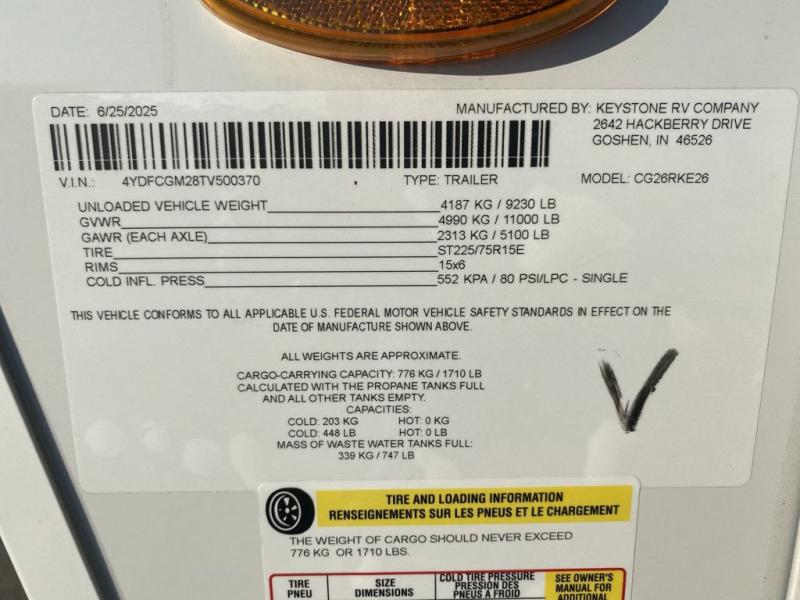 DATE: 6/25/2025 MANUFACTURED BY: KEYSTONE RV COMPANY
2642 HACKBERRY DRIVE
GOSHEN, IN 46526
V.I.N.: 4YDFCGM28TV500370 TYPE: TRAILER MODEL: CG26RKE26
UNLOADED VEHICLE WEIGHT 4187 KG / 9230 LB
GVWR 4990 KG / 11000 LB
GAWR (EACH AXLE) 2313 KG / 5100 LB
TIRE ST225/75R15E
RIMS 15x6
COLD INFL. PRESS 552 KPA / 80 PSI/LPC - SINGLE
THIS VEHICLE CONFORMS TO ALL APPLICABLE U.S. FEDERAL MOTOR VEHICLE SAFETY STANDARDS IN EFFECT ON THE
DATE OF MANUFACTURE SHOWN ABOVE.
ALL WEIGHTS ARE APPROXIMATE.
CARGO-CARRYING CAPACITY: 776 KG / 1710 LB
CALCULATED WITH THE PROPANE TANKS FULL
AND ALL OTHER TANKS EMPTY.
CAPACITIES:
COLD: 203 KG HOT: 0 KG
COLD: 448 LB HOT: 0 LB
MASS OF WASTE WATER TANKS FULL:
339 KG / 747 LB
TIRE AND LOADING INFORMATION
RENSEIGNEMENTS SUR LES PNEUS ET LE CHARGEMENT
THE WEIGHT OF CARGO SHOULD NEVER EXCEED
776 KG OR 1710 LBS.
TIRE
PNEU
SIZE
DIMENSIONS
COLD TIRE PRESSURE
PRESSION DES
PNEUS A FROID
SEE OWNER'S
MANUAL FOR
ADDITIONAL